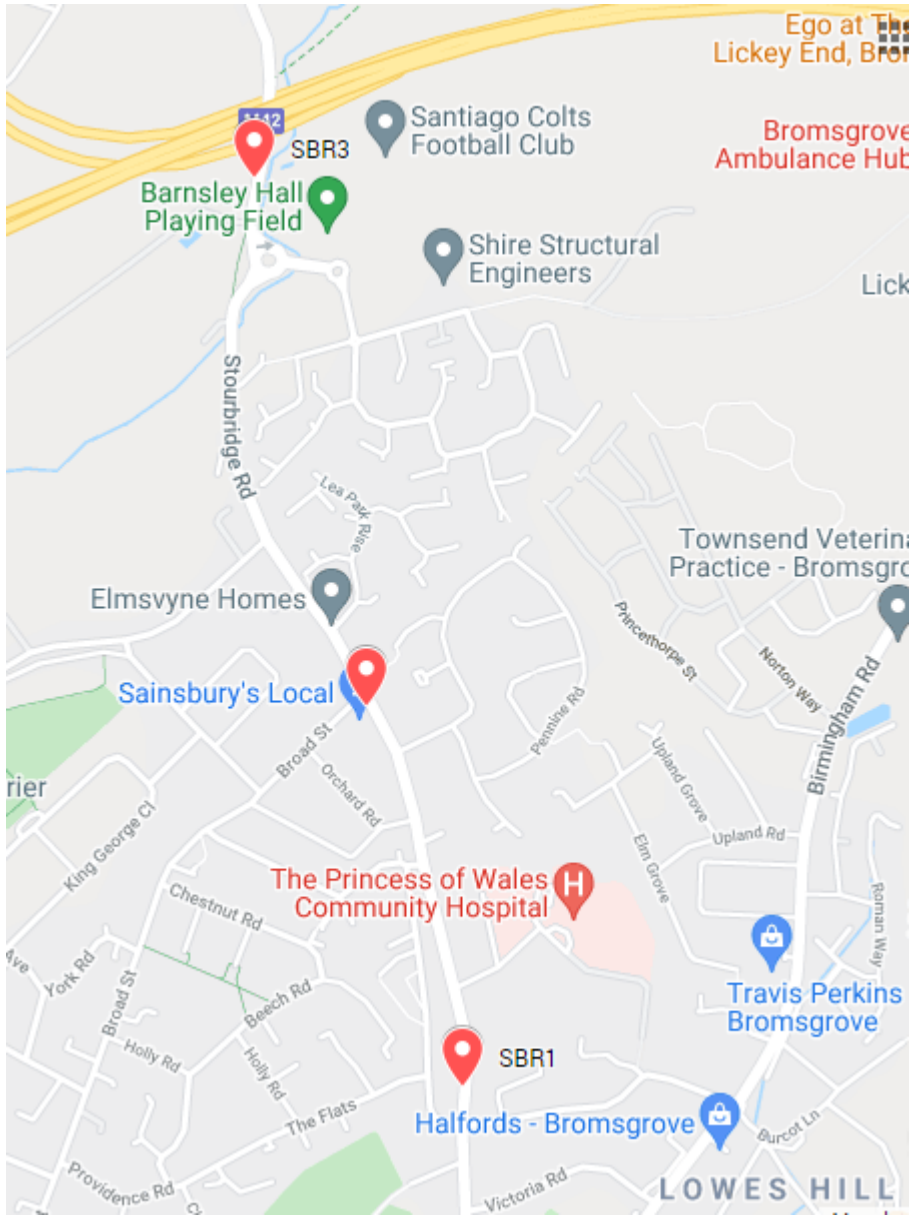 Ego at The
Lickey End, Bro
A442
SBR3
Santiago Colts
Football Club
Bromsgrove
Ambulance Hub
Barnsley Hall
Playing Field
Shire Structural
Engineers
Lick
Stourbridge Rd
Lea Park Rise
Townsend Veterina
Practice - Bromsgro
Elmsvyne Homes
Princethorpe St
Norton Way
Sainsbury's Local
Broad St
Pennine Rd
Birmingham Rd
Orchard Rd
Upland Grove
rier
King George Cl
Upland Rd
Elm Grove
The Princess of Wales
Community Hospital
H
Chestnut Rd
Roman Way
Ave
York Rd
Broad St
Beech Rd
Travis Perkins
Bromsgrove
Holly Rd
Holly Rd
SBR1
The Flats
Halfords - Bromsgrove
Burcot Ln
Providence Rd
Victoria Rd
LOWES HILL